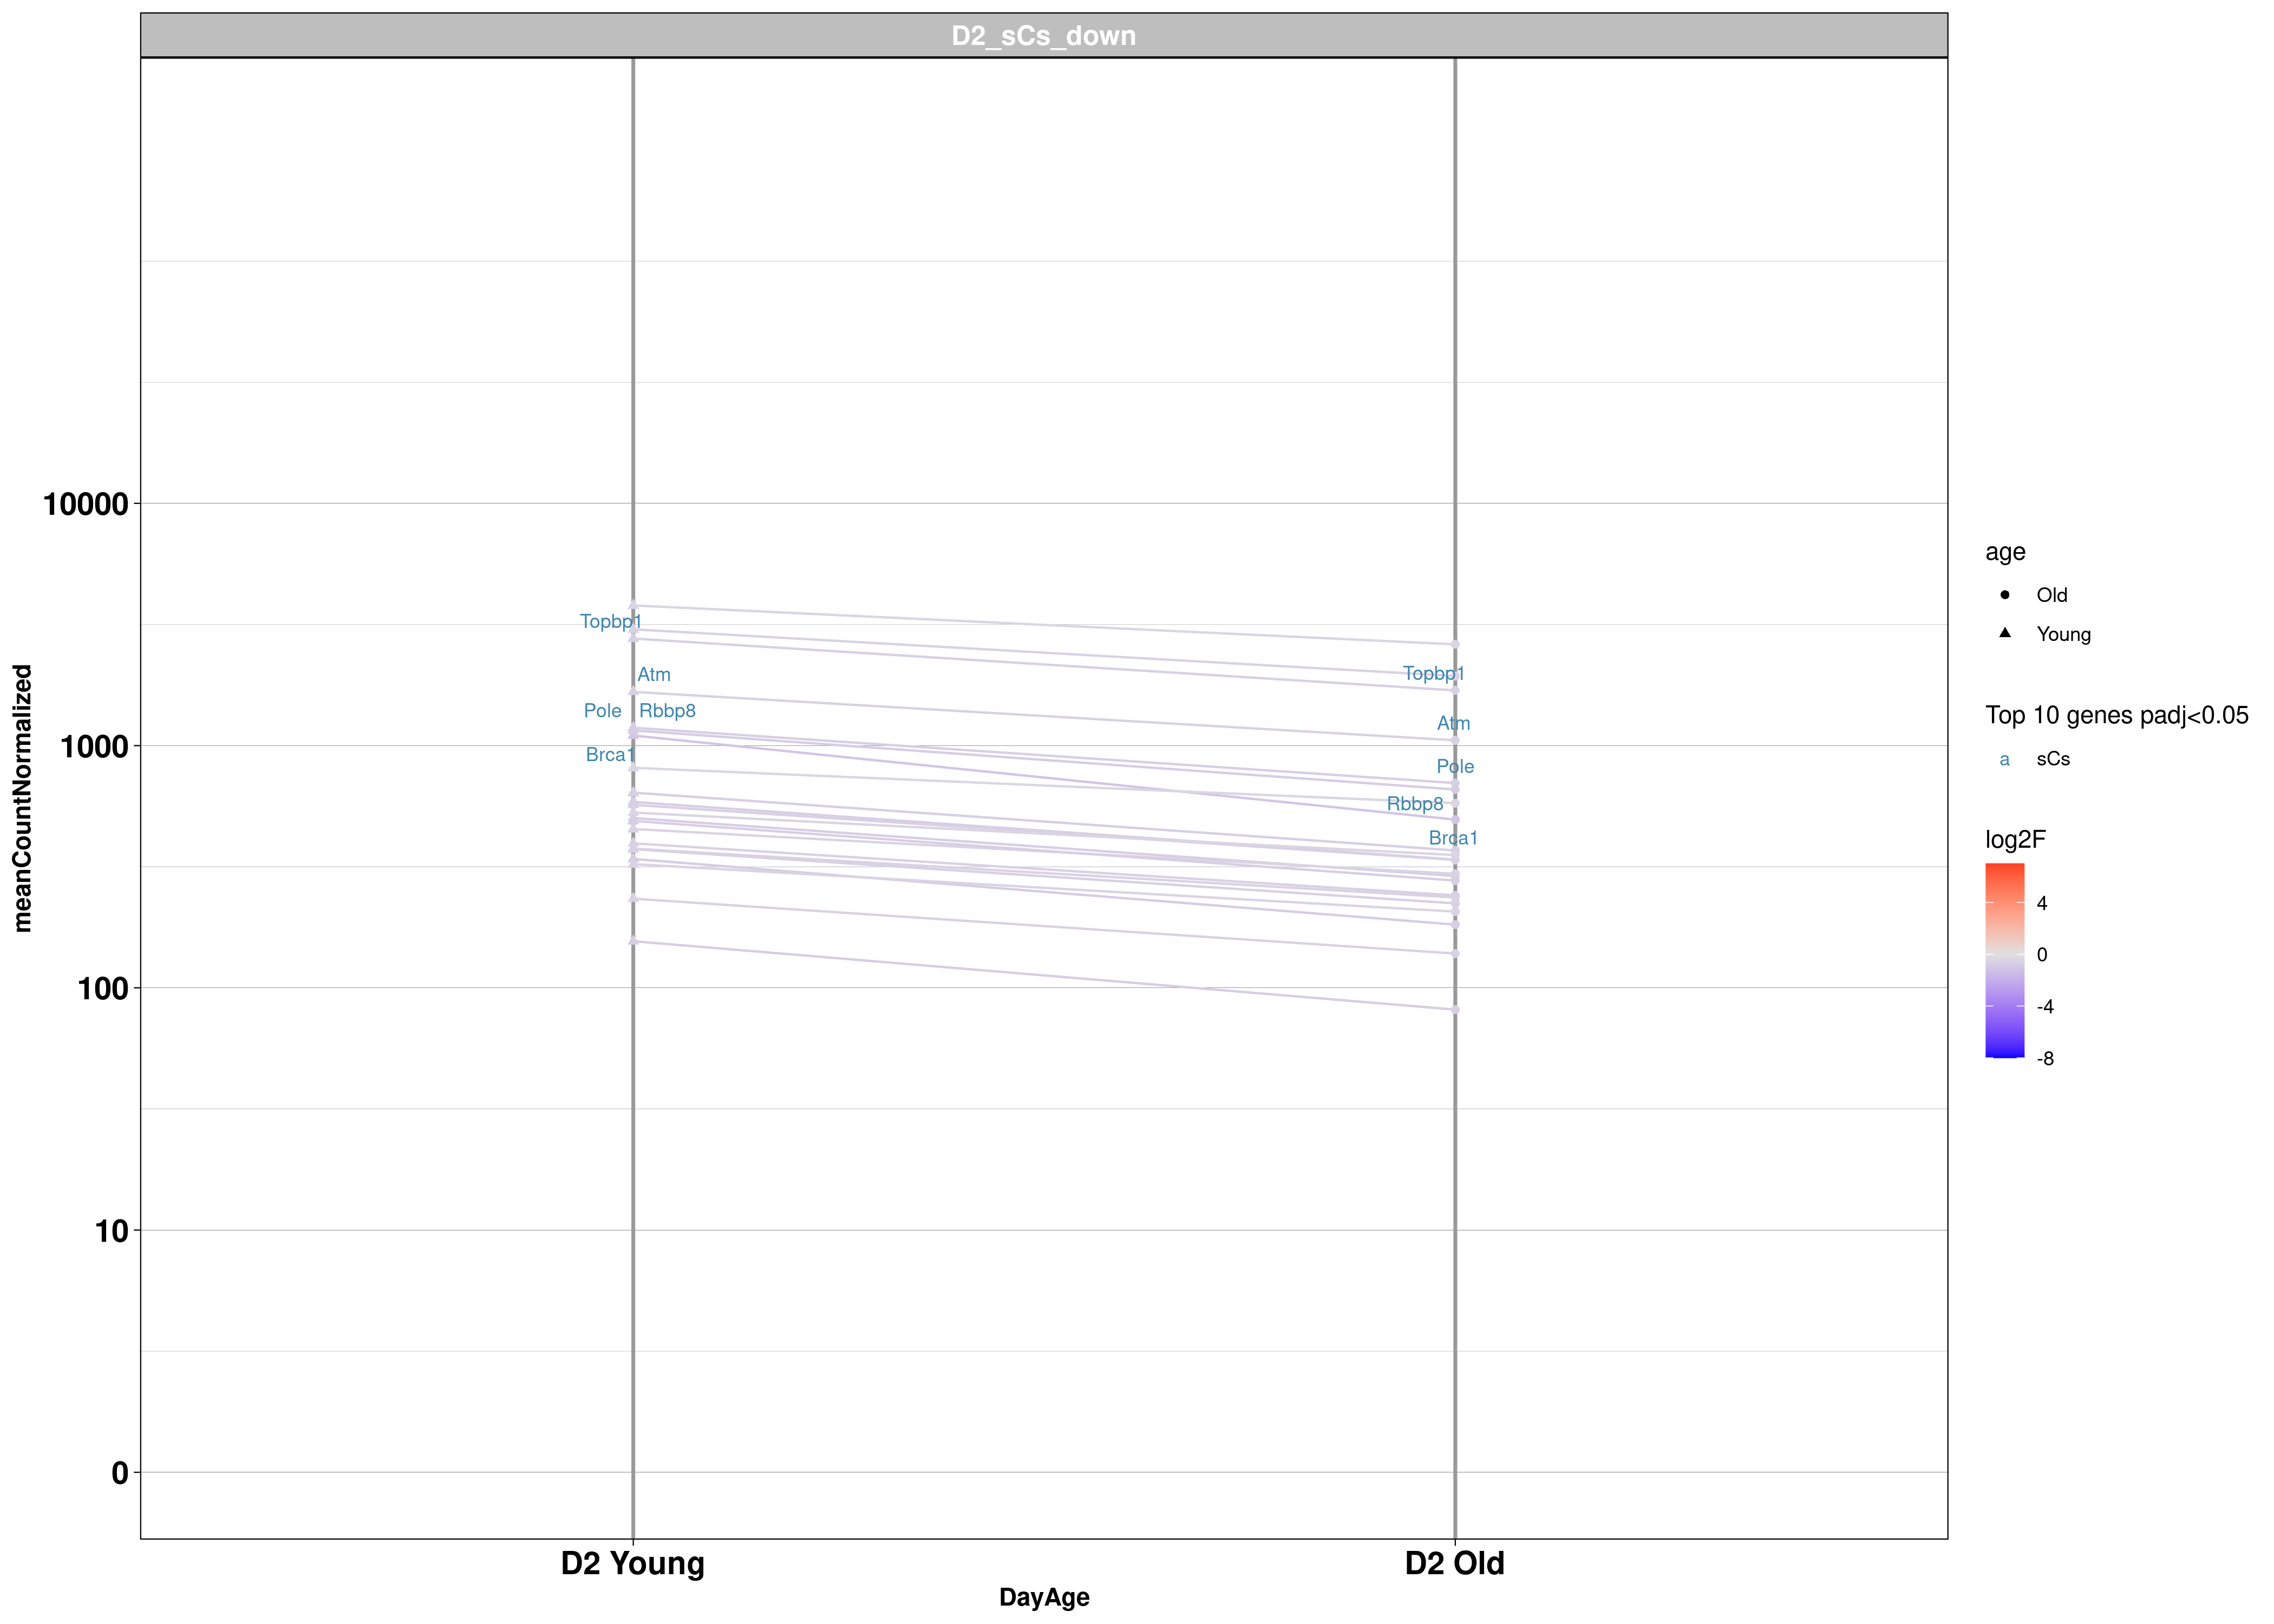 D2_sCs_down
meanCountNormalized
10000
1000
100
10
0
Topbp1
Atm
Pole
Rbbp8
Brca1
Topbp1
Atm
Pole
Rbbp8
Brca1
D2 Young
D2 Old
DayAge
age
Old
Young
Top 10 genes padj<0.05
a sCs
log2F
4
0
-4
-8